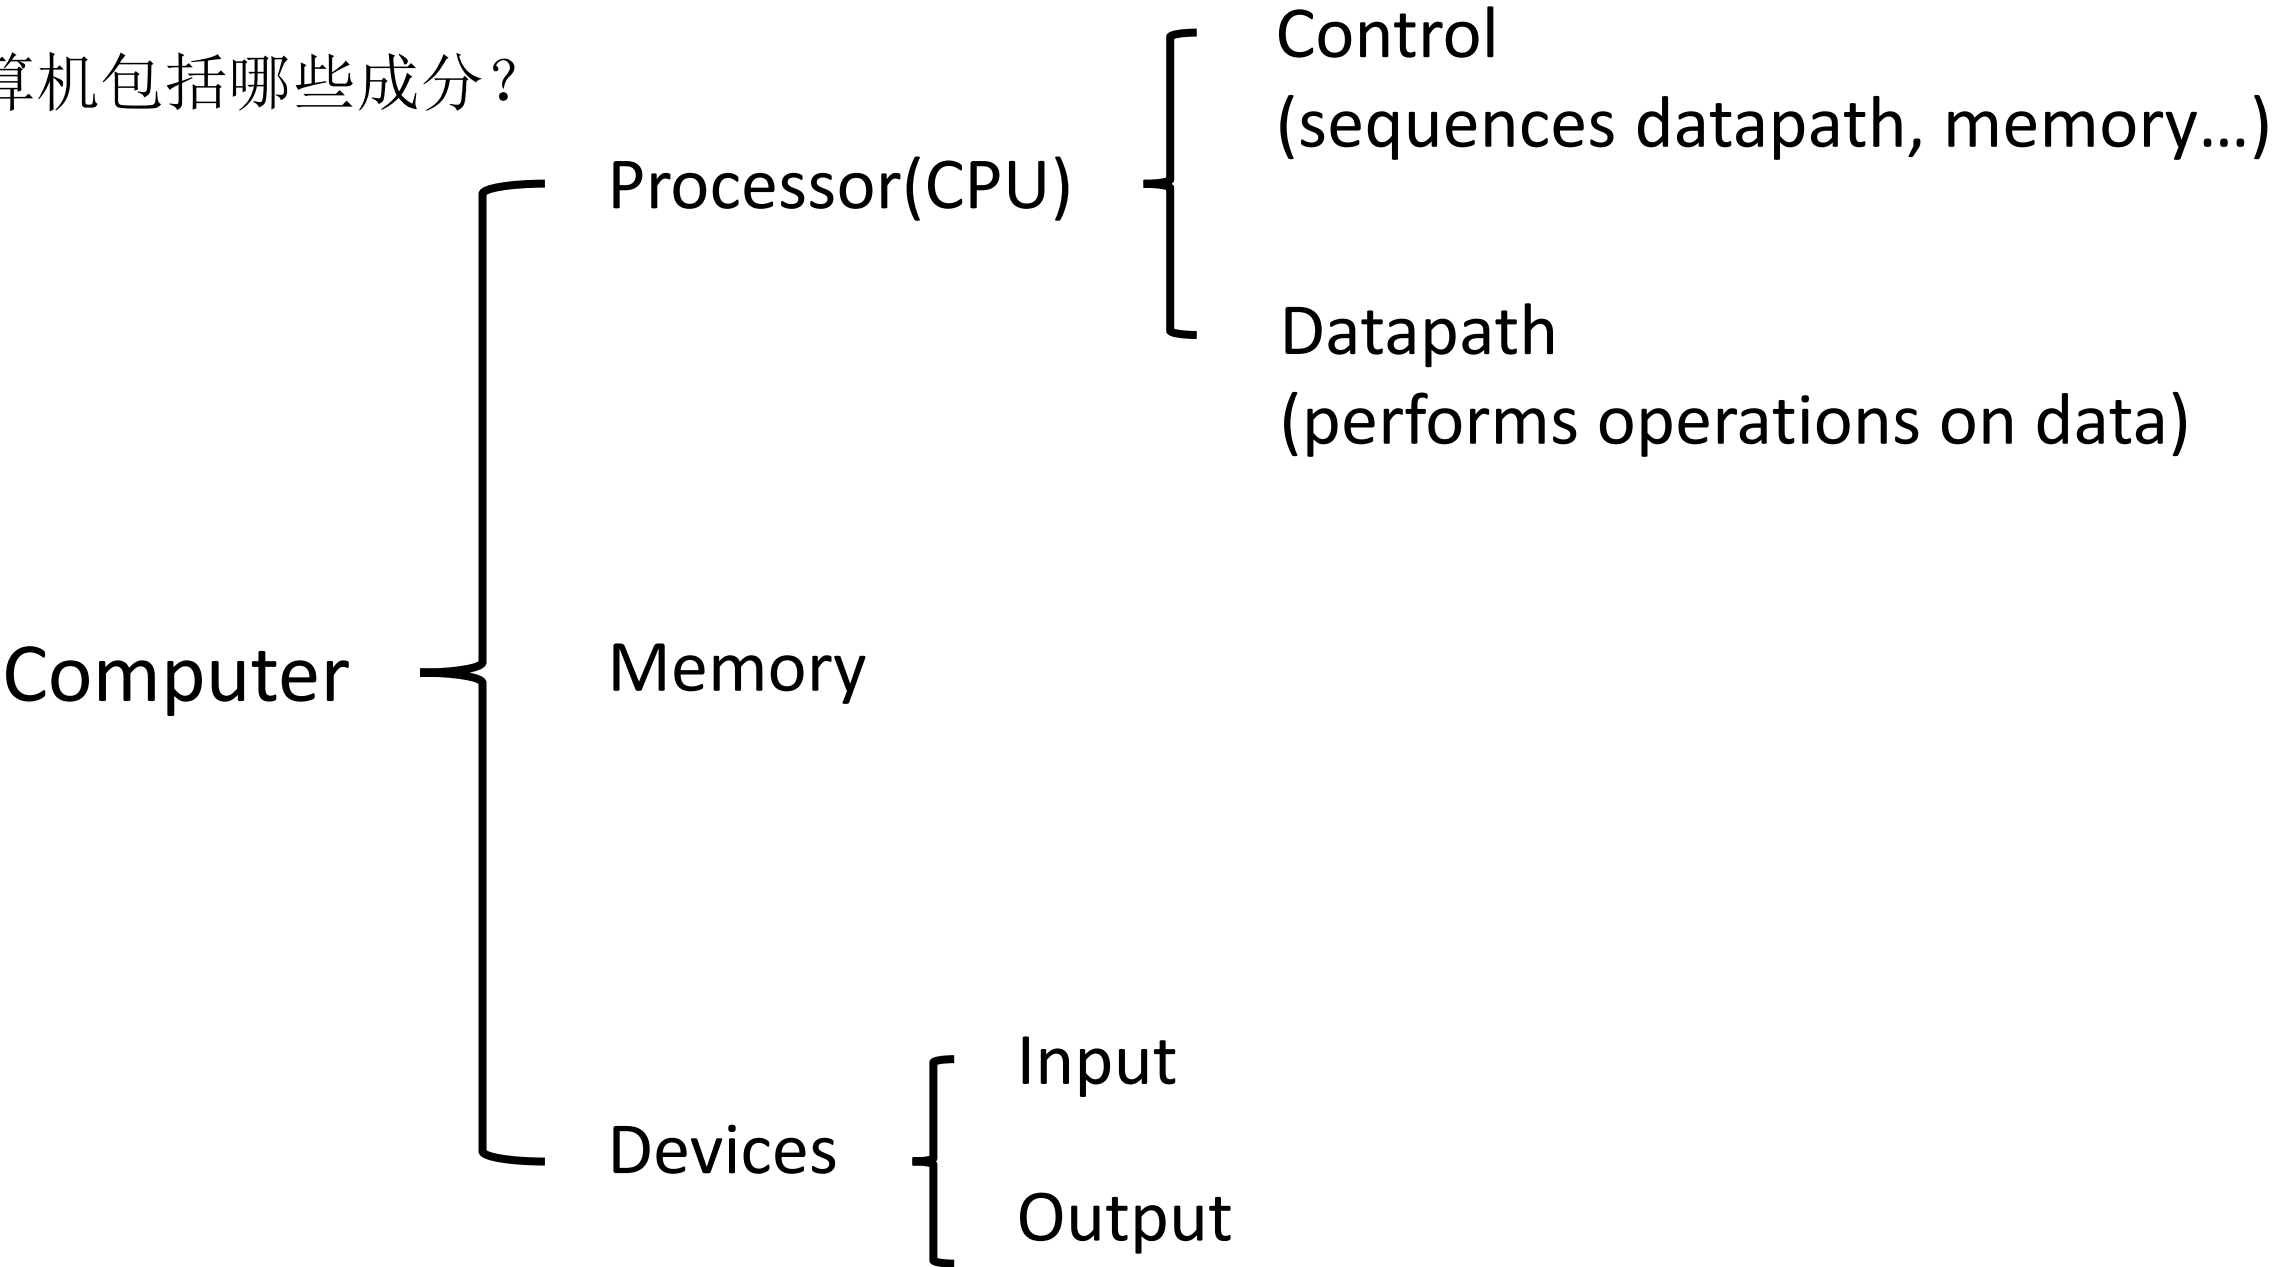 算机包括哪些成分?
Control
(sequences datapath, memory…)
Processor(CPU)
Datapath
(performs operations on data)
Computer
Memory
Input
Devices
Output